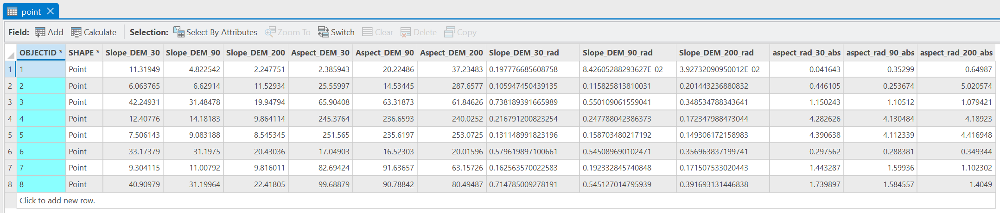 point
Field: Add Calculate Selection: Select By Attributes Zoom To Switch Clear Delete Copy
OBJECTID * SHAPE * Slope_DEM_30 Slope_DEM_90 Slope_DEM_200 Aspect_DEM_30 Aspect_DEM_90 Aspect_DEM_200 Slope_DEM_30_rad Slope_DEM_90_rad Slope_DEM_200_rad aspect_rad_30_abs aspect_rad_90_abs aspect_rad_200_abs
1 1 Point 11.31949 4.822542 2.247751 2.385943 20.22486 37.23483 0.197776685608758 8.42605288293627E-02 3.92732090950012E-02 0.041643 0.35299 0.64987
2 2 Point 6.063765 6.62914 11.52934 25.55997 14.53445 287.6577 0.105947450439135 0.115825813810031 0.201443236880832 0.446105 0.253674 5.020574
3 3 Point 42.24931 31.48478 19.94794 65.90408 63.31873 61.84626 0.738189391665989 0.550109061559041 0.348534788343641 1.150243 1.10512 1.079421
4 4 Point 12.40776 14.18183 9.864114 245.3764 236.6593 240.0252 0.216791200823254 0.247788042386373 0.172347988473044 4.282626 4.130484 4.18923
5 5 Point 7.506143 9.083188 8.545345 251.565 235.6197 253.0725 0.131148991823196 0.158703480217192 0.149306172158983 4.390638 4.112339 4.416948
6 6 Point 33.17379 31.1975 20.43036 17.04903 16.52303 20.01596 0.579619897100661 0.545089690102471 0.356963837199741 0.297562 0.288381 0.349344
7 7 Point 9.304115 11.00792 9.816011 82.69424 91.63657 63.15726 0.162563570022583 0.192332845740848 0.171507533020443 1.443287 1.59936 1.102302
8 8 Point 40.90979 31.19964 22.41805 99.68879 90.78842 80.49487 0.714785009278191 0.545127014795939 0.391693131446838 1.739897 1.584557 1.4049
Click to add new row.